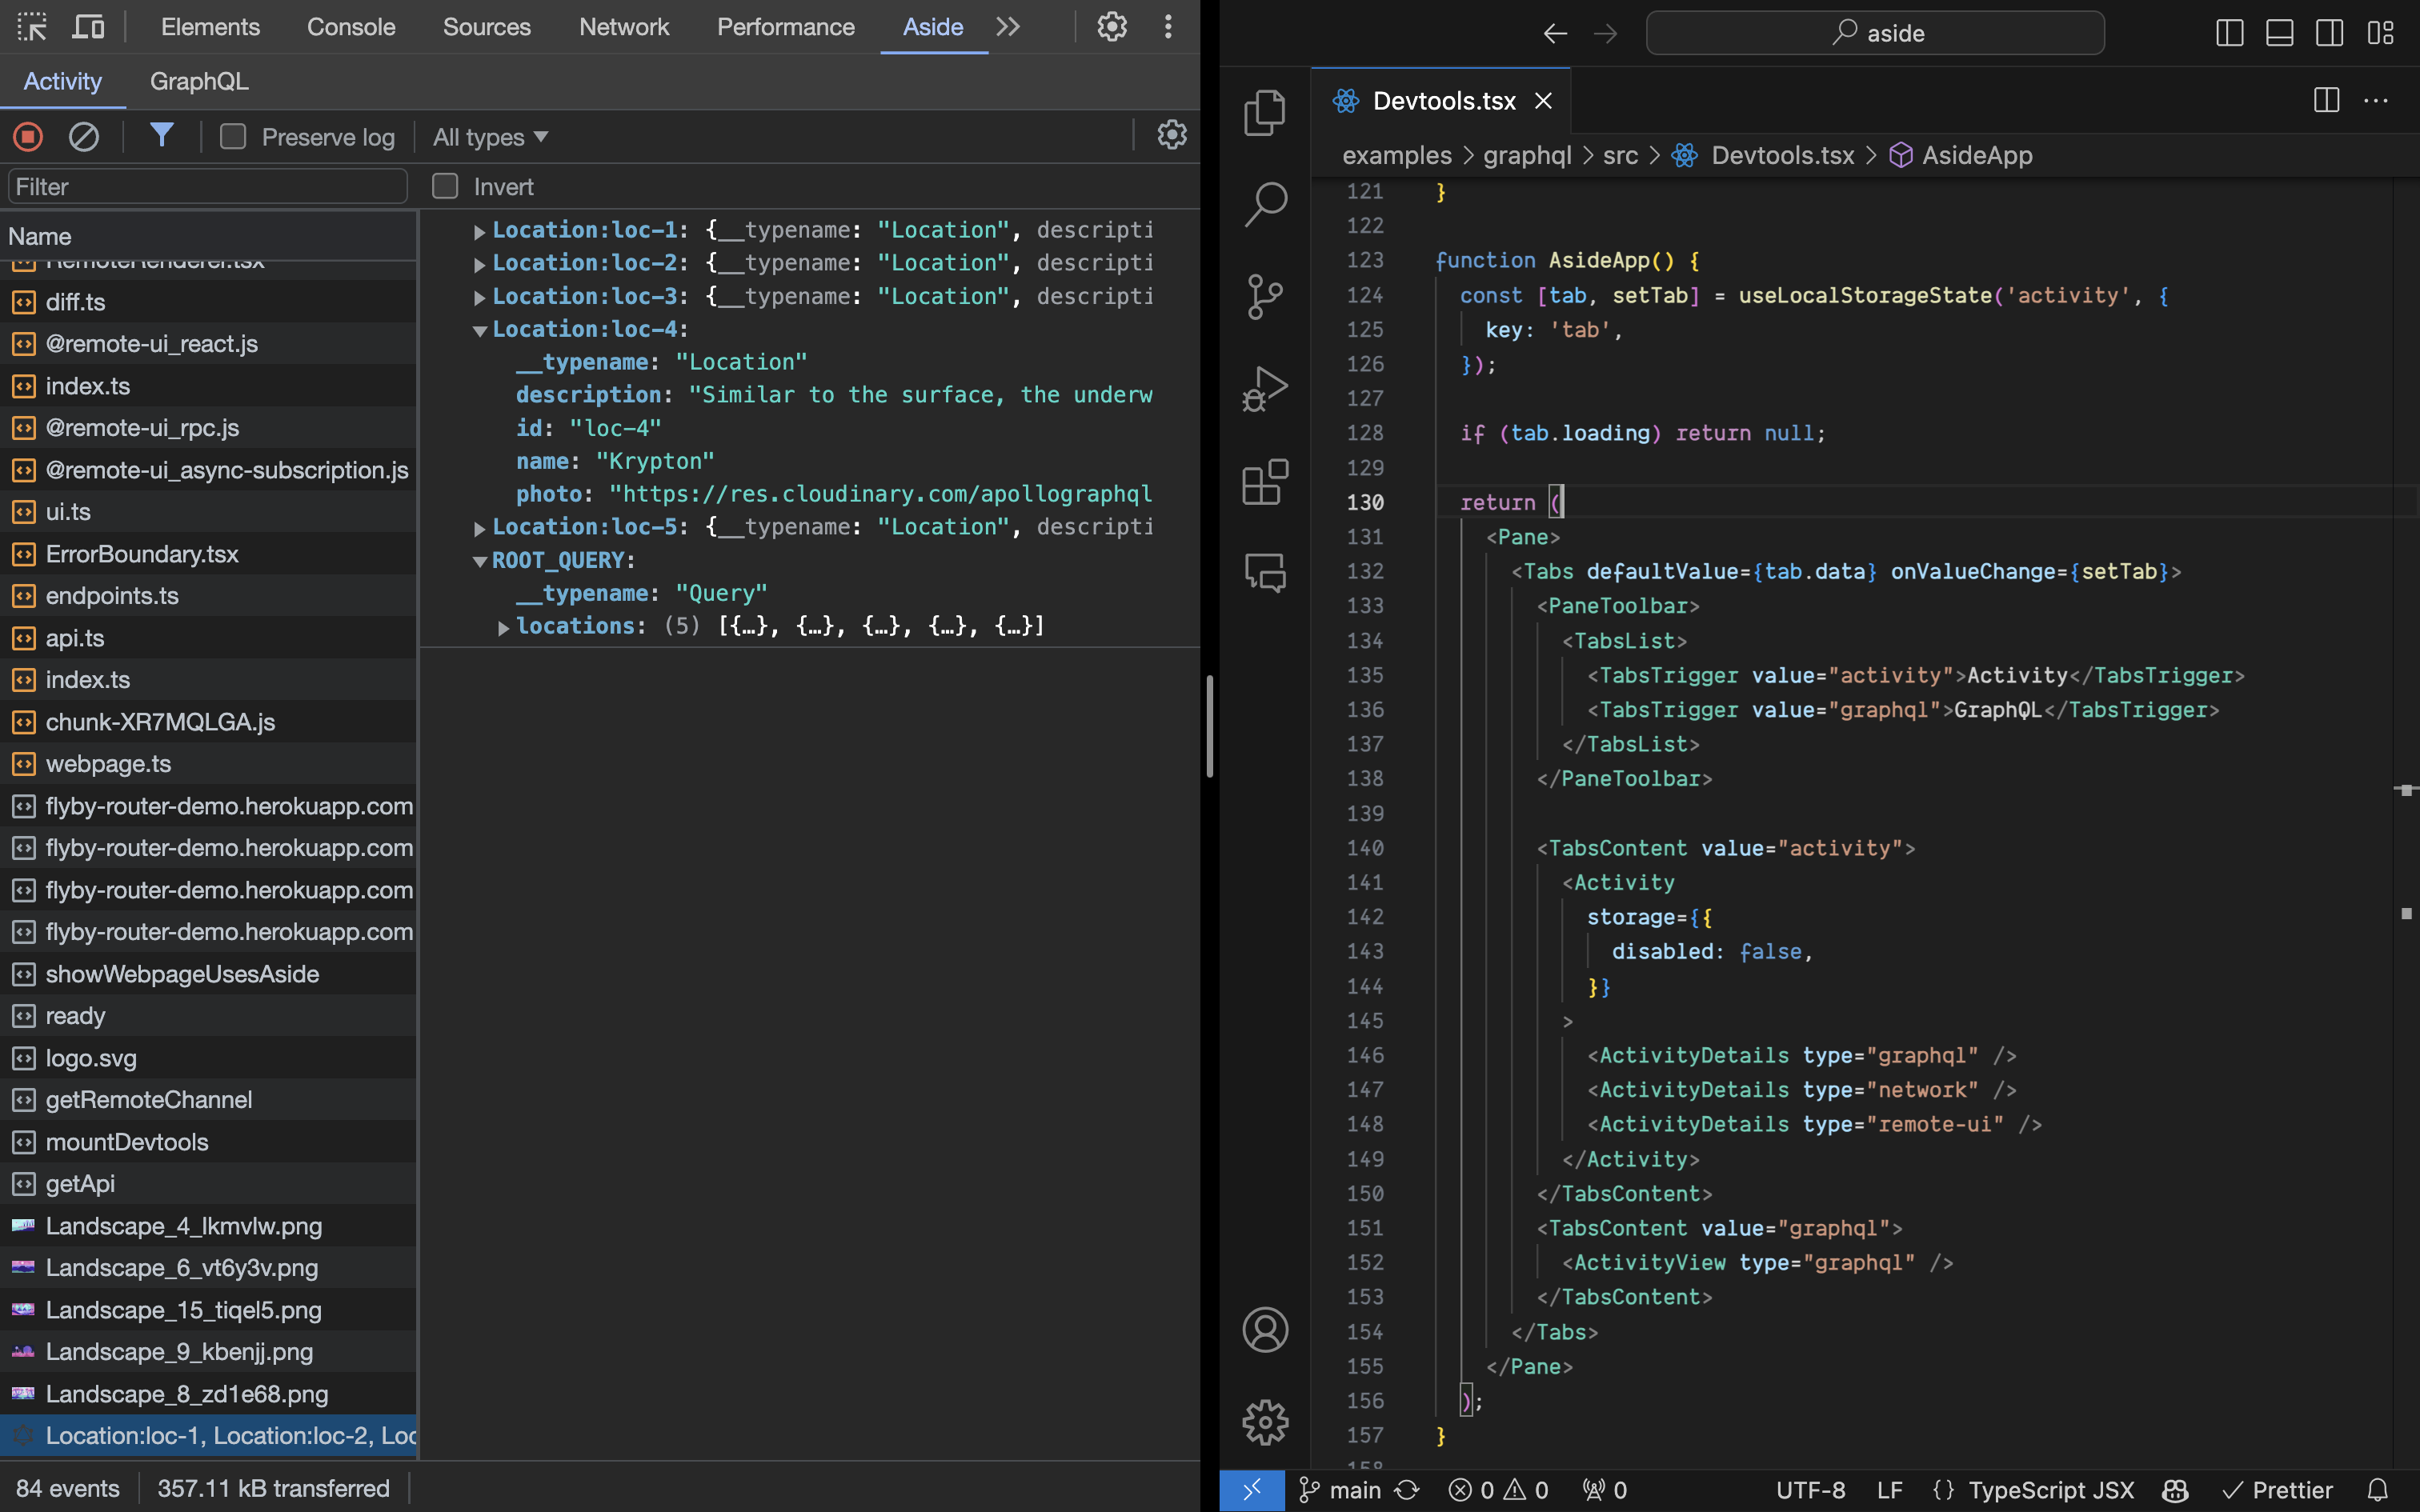 Elements Console Sources Network Performance Aside
Activity GraphQL
Preserve log All types
Filter Invert
Name
RemoteRenderer.tsx
diff.ts
@remote-ui_react.js
index.ts
@remote-ui_rpc.js
@remote-ui_async-subscription.js
ui.ts
ErrorBoundary.tsx
endpoints.ts
api.ts
index.ts
chunk-XR7MQLGA.js
webpage.ts
flyby-router-demo.herokuapp.com
flyby-router-demo.herokuapp.com
flyby-router-demo.herokuapp.com
flyby-router-demo.herokuapp.com
showWebpageUsesAside
ready
logo.svg
getRemoteChannel
mountDevtools
getApi
Landscape_4_lkmvlw.png
Landscape_6_vt6y3v.png
Landscape_15_tiqel5.png
Landscape_9_kbenjj.png
Landscape_8_zd1e68.png
Location:loc-1, Location:loc-2, Loc
84 events 357.11 kB transferred
Location:loc-1: {__typename: "Location", descripti
Location:loc-2: {__typename: "Location", descripti
Location:loc-3: {__typename: "Location", descripti
Location:loc-4:
__typename: "Location"
description: "Similar to the surface, the underw
id: "loc-4"
name: "Krypton"
photo: "https://res.cloudinary.com/apollographql
Location:loc-5: {__typename: "Location", descripti
ROOT_QUERY:
__typename: "Query"
locations: (5) [{…}, {…}, {…}, {…}, {…}]
aside
Devtools.tsx
examples > graphql > src > Devtools.tsx > AsideApp
121 }
122
123 function AsideApp() {
124 const [tab, setTab] = useLocalStorageState('activity', {
125 key: 'tab',
126 });
127
128 if (tab.loading) return null;
129
130 return (
131 <Pane>
132 <Tabs defaultValue={tab.data} onValueChange={setTab}>
133 <PaneToolbar>
134 <TabsList>
135 <TabsTrigger value="activity">Activity</TabsTrigger>
136 <TabsTrigger value="graphql">GraphQL</TabsTrigger>
137 </TabsList>
138 </PaneToolbar>
139
140 <TabsContent value="activity">
141 <Activity
142 storage={{
143 disabled: false,
144 }}
145 >
146 <ActivityDetails type="graphql" />
147 <ActivityDetails type="network" />
148 <ActivityDetails type="remote-ui" />
149 </Activity>
150 </TabsContent>
151 <TabsContent value="graphql">
152 <ActivityView type="graphql" />
153 </TabsContent>
154 </Tabs>
155 </Pane>
156 );
157 }
158
main 0 0 0 UTF-8 LF {} TypeScript JSX Prettier